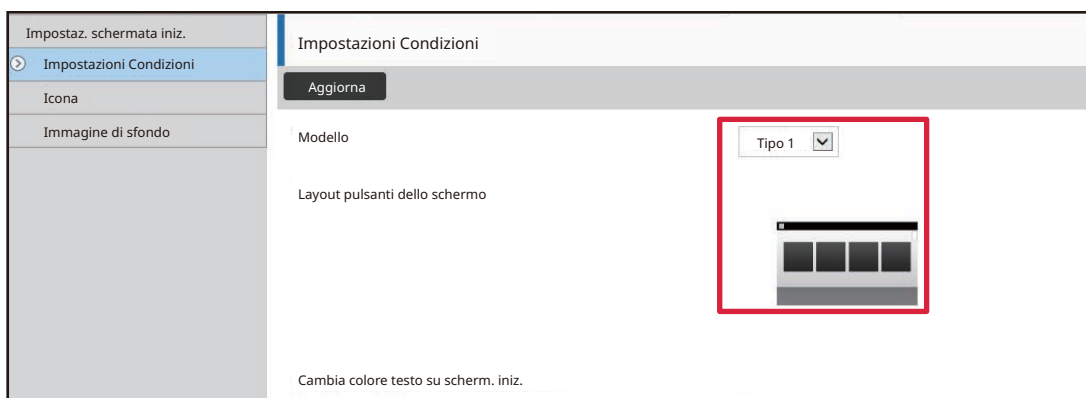 Impostaz. schermata iniz.
Impostazioni Condizioni
Icona
Immagine di sfondo
Impostazioni Condizioni
Aggiorna
Modello
Tipo 1
Layout pulsanti dello schermo
Cambia colore testo su scherm. iniz.